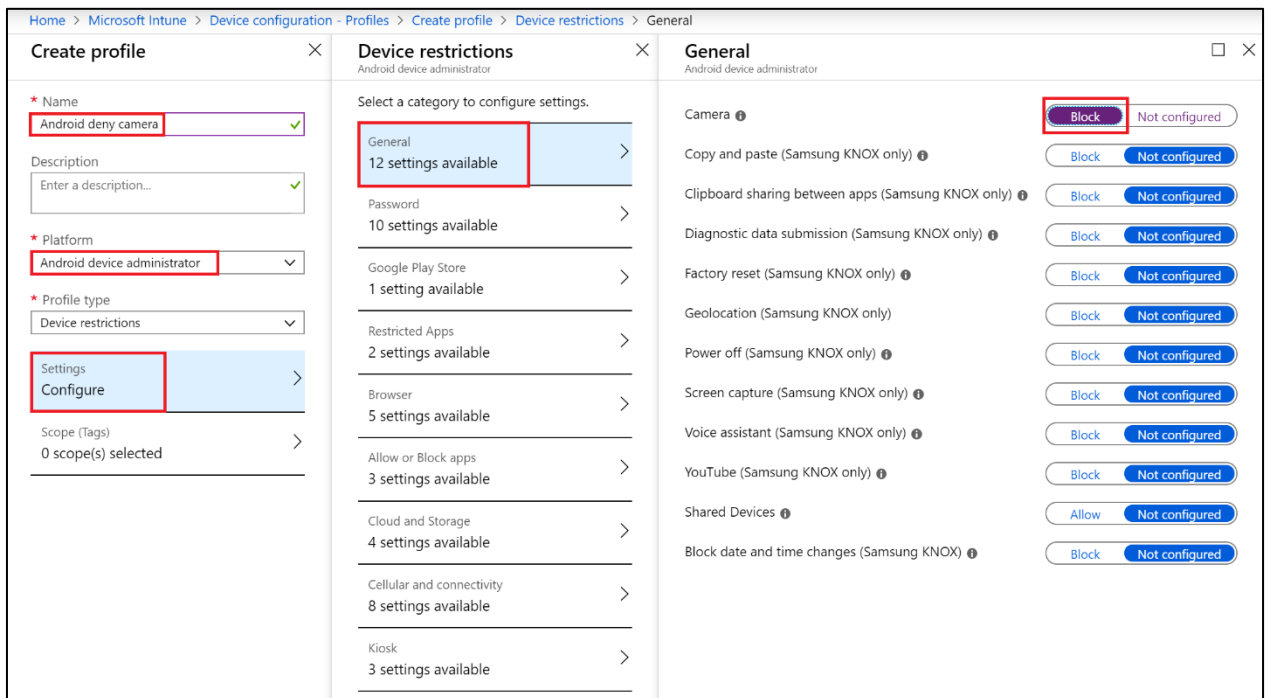 Home > Microsoft Intune > Device configuration - Profiles > Create profile > Device restrictions > General
Create profile
* Name
Android deny camera
Description
Enter a description...
* Platform
Android device administrator
* Profile type
Device restrictions
Settings
Configure
Scope (Tags)
0 scope(s) selected
Device restrictions
Android device administrator
Select a category to configure settings.
General
12 settings available
Password
10 settings available
Google Play Store
1 setting available
Restricted Apps
2 settings available
Browser
5 settings available
Allow or Block apps
3 settings available
Cloud and Storage
4 settings available
Cellular and connectivity
8 settings available
Kiosk
3 settings available
General
Android device administrator
Camera Block Not configured
Copy and paste (Samsung KNOX only) Block Not configured
Clipboard sharing between apps (Samsung KNOX only) Block Not configured
Diagnostic data submission (Samsung KNOX only) Block Not configured
Factory reset (Samsung KNOX only) Block Not configured
Geolocation (Samsung KNOX only) Block Not configured
Power off (Samsung KNOX only) Block Not configured
Screen capture (Samsung KNOX only) Block Not configured
Voice assistant (Samsung KNOX only) Block Not configured
YouTube (Samsung KNOX only) Block Not configured
Shared Devices Allow Not configured
Block date and time changes (Samsung KNOX) Block Not configured